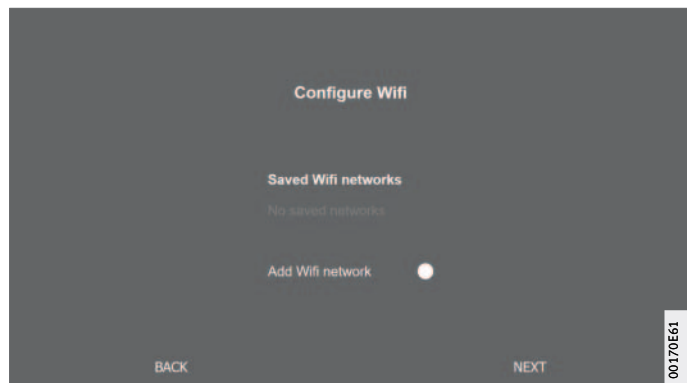 Configure Wifi
Saved Wifi networks
No saved networks
Add Wifi network
BACK
NEXT
00170E61